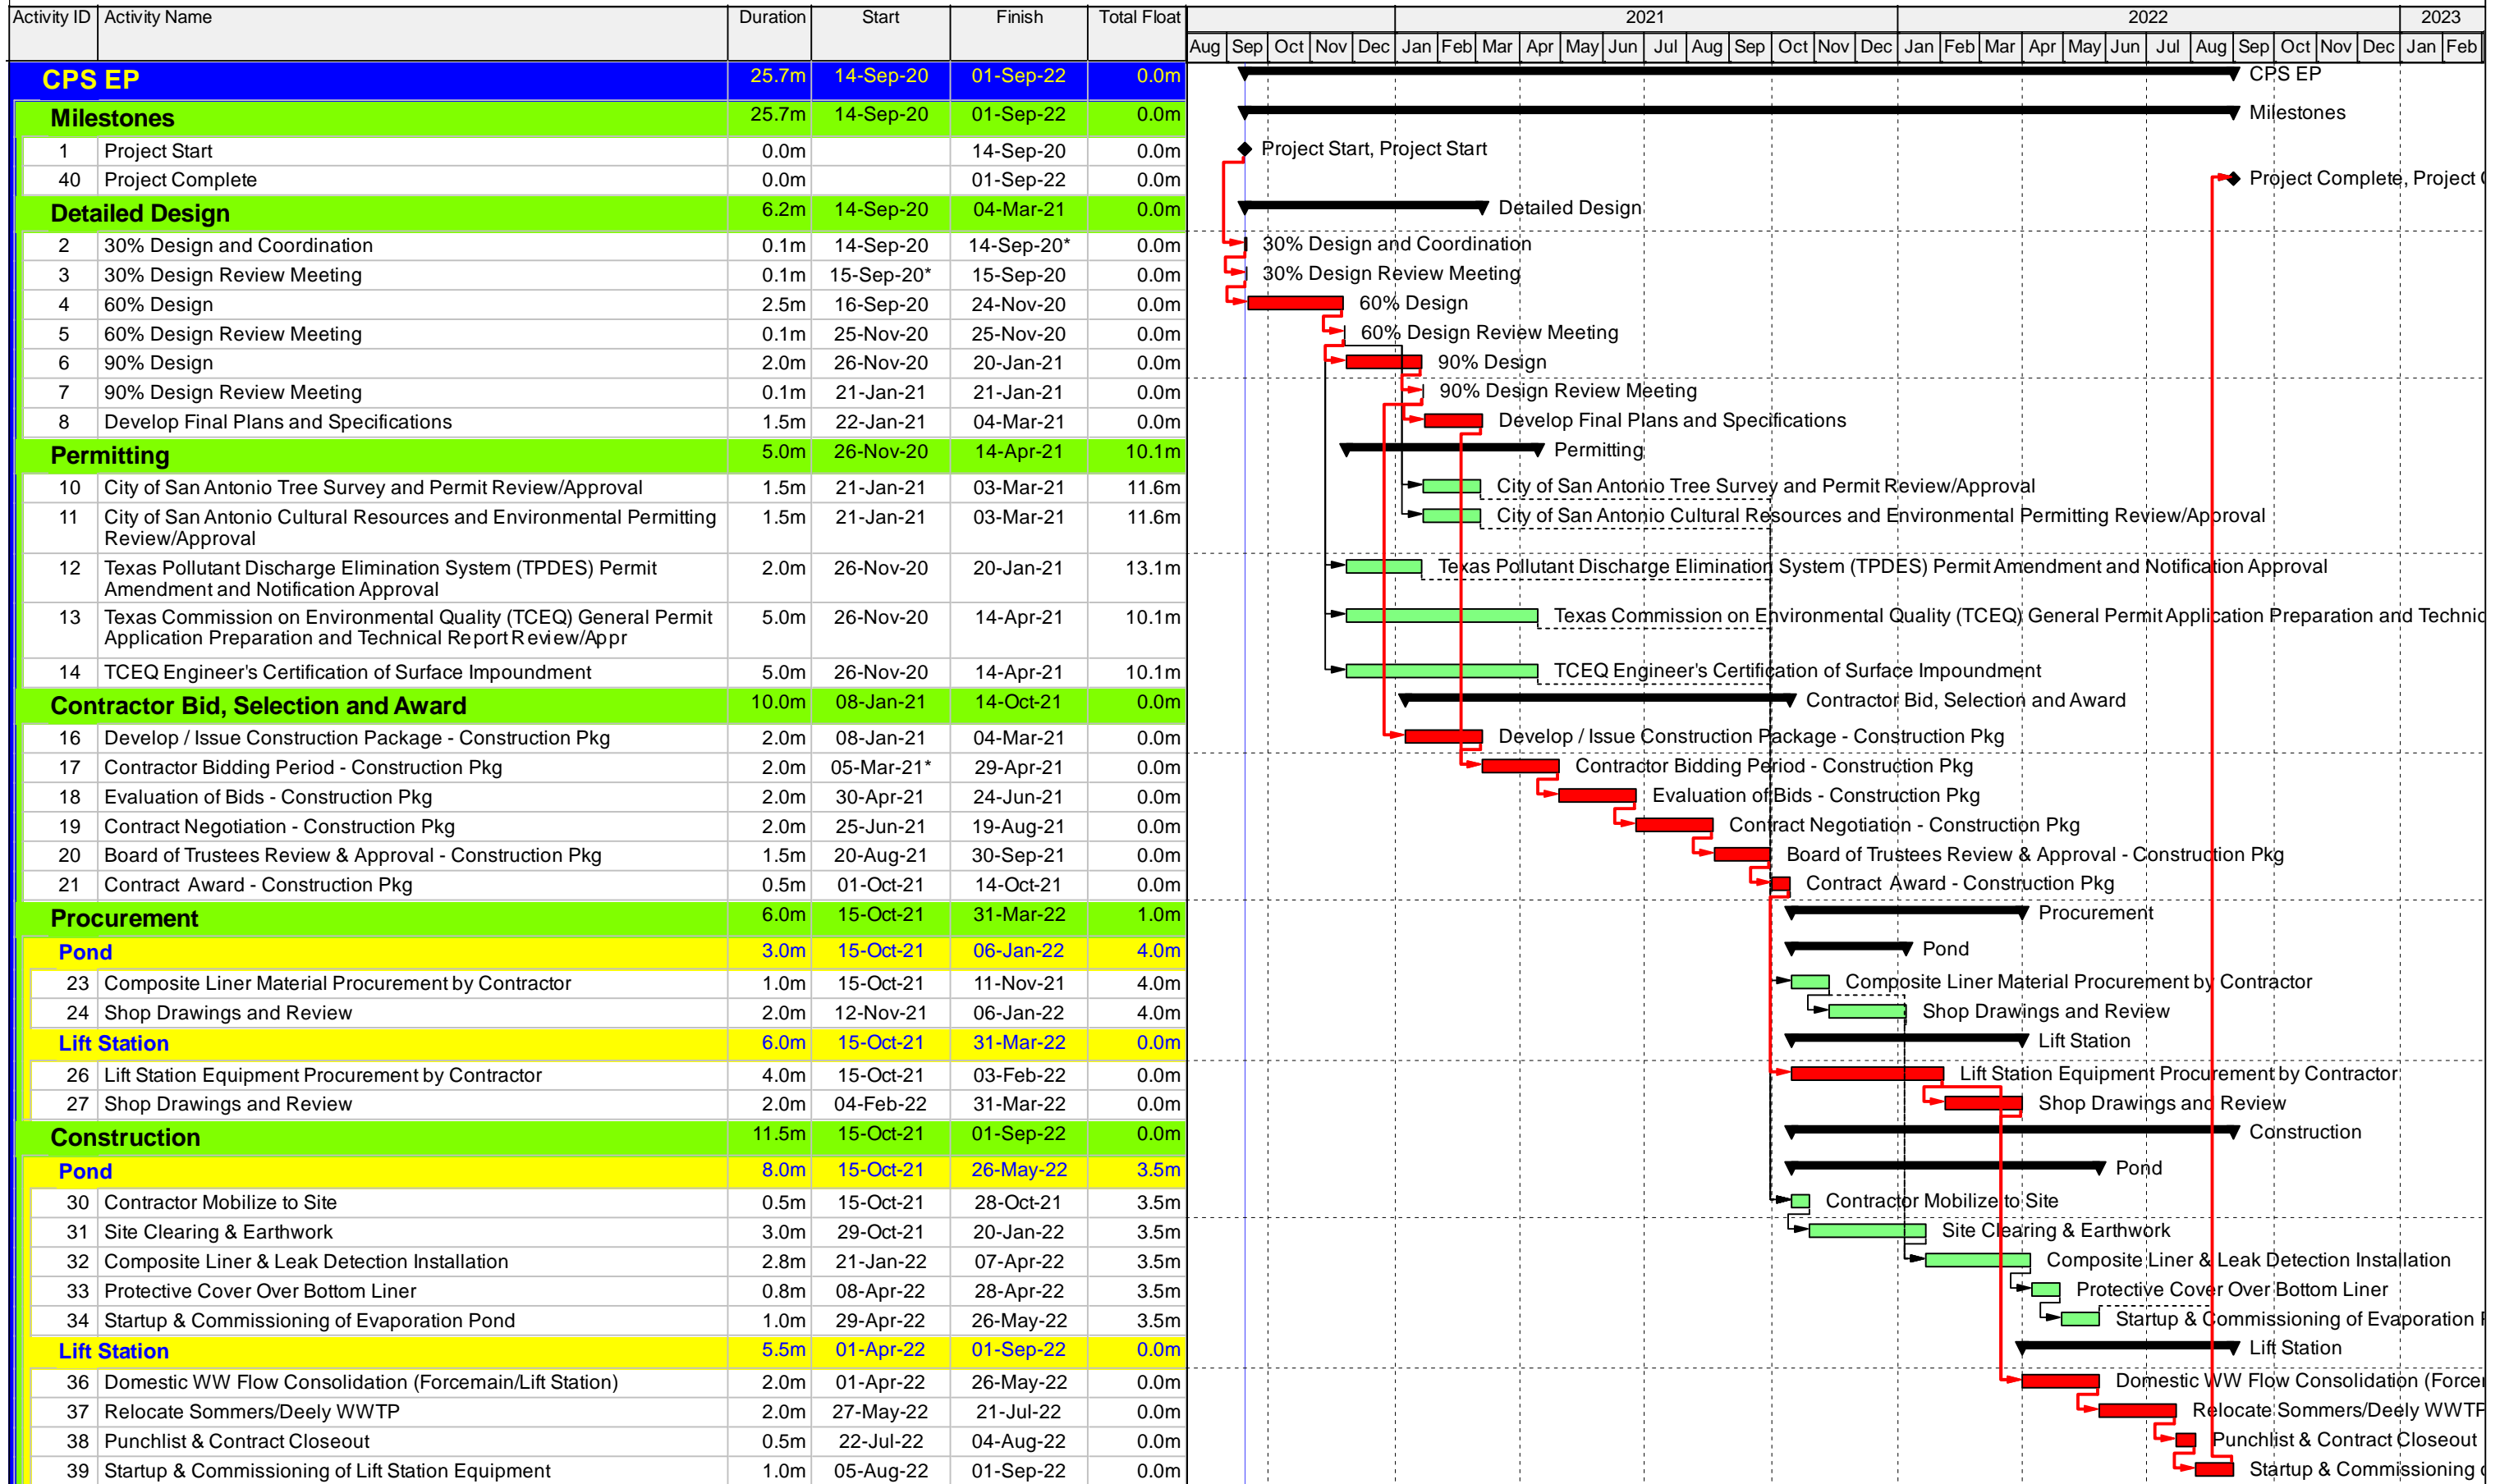 Activity ID Activity Name Duration Start Finish Total Float 2021 2022 2023
Aug Sep Oct Nov Dec Jan Feb Mar Apr May Jun Jul Aug Sep Oct Nov Dec Jan Feb Mar Apr May Jun Jul Aug Sep Oct Nov Dec Jan Feb
CPS EP 25.7m 14-Sep-20 01-Sep-22 0.0m CPS EP
Milestones 25.7m 14-Sep-20 01-Sep-22 0.0m Milestones
1 Project Start 0.0m 14-Sep-20 0.0m Project Start, Project Start
40 Project Complete 0.0m 01-Sep-22 0.0m Project Complete, Project
Detailed Design 6.2m 14-Sep-20 04-Mar-21 0.0m Detailed Design
2 30% Design and Coordination 0.1m 14-Sep-20 14-Sep-20* 0.0m 30% Design and Coordination
3 30% Design Review Meeting 0.1m 15-Sep-20* 15-Sep-20 0.0m 30% Design Review Meeting
4 60% Design 2.5m 16-Sep-20 24-Nov-20 0.0m 60% Design
5 60% Design Review Meeting 0.1m 25-Nov-20 25-Nov-20 0.0m 60% Design Review Meeting
6 90% Design 2.0m 26-Nov-20 20-Jan-21 0.0m 90% Design
7 90% Design Review Meeting 0.1m 21-Jan-21 21-Jan-21 0.0m 90% Design Review Meeting
8 Develop Final Plans and Specifications 1.5m 22-Jan-21 04-Mar-21 0.0m Develop Final Plans and Specifications
Permitting 5.0m 26-Nov-20 14-Apr-21 10.1m Permitting
10 City of San Antonio Tree Survey and Permit Review/Approval 1.5m 21-Jan-21 03-Mar-21 11.6m City of San Antonio Tree Survey and Permit Review/Approval
11 City of San Antonio Cultural Resources and Environmental Permitting 1.5m 21-Jan-21 03-Mar-21 11.6m City of San Antonio Cultural Resources and Environmental Permitting Review/Approval
Review/Approval
12 Texas Pollutant Discharge Elimination System (TPDES) Permit 2.0m 26-Nov-20 20-Jan-21 13.1m Texas Pollutant Discharge Elimination System (TPDES) Permit Amendment and Notification Approval
Amendment and Notification Approval
13 Texas Commission on Environmental Quality (TCEQ) General Permit 5.0m 26-Nov-20 14-Apr-21 10.1m Texas Commission on Environmental Quality (TCEQ) General Permit Application Preparation and Technic
Application Preparation and Technical Report Review/Appr
14 TCEQ Engineer's Certification of Surface Impoundment 5.0m 26-Nov-20 14-Apr-21 10.1m TCEQ Engineer's Certification of Surface Impoundment
Contractor Bid, Selection and Award 10.0m 08-Jan-21 14-Oct-21 0.0m Contractor Bid, Selection and Award
16 Develop / Issue Construction Package - Construction Pkg 2.0m 08-Jan-21 04-Mar-21 0.0m Develop / Issue Construction Package - Construction Pkg
17 Contractor Bidding Period - Construction Pkg 2.0m 05-Mar-21* 29-Apr-21 0.0m Contractor Bidding Period - Construction Pkg
18 Evaluation of Bids - Construction Pkg 2.0m 30-Apr-21 24-Jun-21 0.0m Evaluation of Bids - Construction Pkg
19 Contract Negotiation - Construction Pkg 2.0m 25-Jun-21 19-Aug-21 0.0m Contract Negotiation - Construction Pkg
20 Board of Trustees Review & Approval - Construction Pkg 1.5m 20-Aug-21 30-Sep-21 0.0m Board of Trustees Review & Approval - Construction Pkg
21 Contract Award - Construction Pkg 0.5m 01-Oct-21 14-Oct-21 0.0m Contract Award - Construction Pkg
Procurement 6.0m 15-Oct-21 31-Mar-22 1.0m Procurement
Pond 3.0m 15-Oct-21 06-Jan-22 4.0m Pond
23 Composite Liner Material Procurement by Contractor 1.0m 15-Oct-21 11-Nov-21 4.0m Composite Liner Material Procurement by Contractor
24 Shop Drawings and Review 2.0m 12-Nov-21 06-Jan-22 4.0m Shop Drawings and Review
Lift Station 6.0m 15-Oct-21 31-Mar-22 0.0m Lift Station
26 Lift Station Equipment Procurement by Contractor 4.0m 15-Oct-21 03-Feb-22 0.0m Lift Station Equipment Procurement by Contractor
27 Shop Drawings and Review 2.0m 04-Feb-22 31-Mar-22 0.0m Shop Drawings and Review
Construction 11.5m 15-Oct-21 01-Sep-22 0.0m Construction
Pond 8.0m 15-Oct-21 26-May-22 3.5m Pond
30 Contractor Mobilize to Site 0.5m 15-Oct-21 28-Oct-21 3.5m Contractor Mobilize to Site
31 Site Clearing & Earthwork 3.0m 29-Oct-21 20-Jan-22 3.5m Site Clearing & Earthwork
32 Composite Liner & Leak Detection Installation 2.8m 21-Jan-22 07-Apr-22 3.5m Composite Liner & Leak Detection Installation
33 Protective Cover Over Bottom Liner 0.8m 08-Apr-22 28-Apr-22 3.5m Protective Cover Over Bottom Liner
34 Startup & Commissioning of Evaporation Pond 1.0m 29-Apr-22 26-May-22 3.5m Startup & Commissioning of Evaporation
Lift Station 5.5m 01-Apr-22 01-Sep-22 0.0m Lift Station
36 Domestic WW Flow Consolidation (Forcemain/Lift Station) 2.0m 01-Apr-22 26-May-22 0.0m Domestic WW Flow Consolidation (Forcer
37 Relocate Sommers/Deely WWTP 2.0m 27-May-22 21-Jul-22 0.0m Relocate Sommers/Deely WWTP
38 Punchlist & Contract Closeout 0.5m 22-Jul-22 04-Aug-22 0.0m Punchlist & Contract Closeout
39 Startup & Commissioning of Lift Station Equipment 1.0m 05-Aug-22 01-Sep-22 0.0m Startup & Commissioning